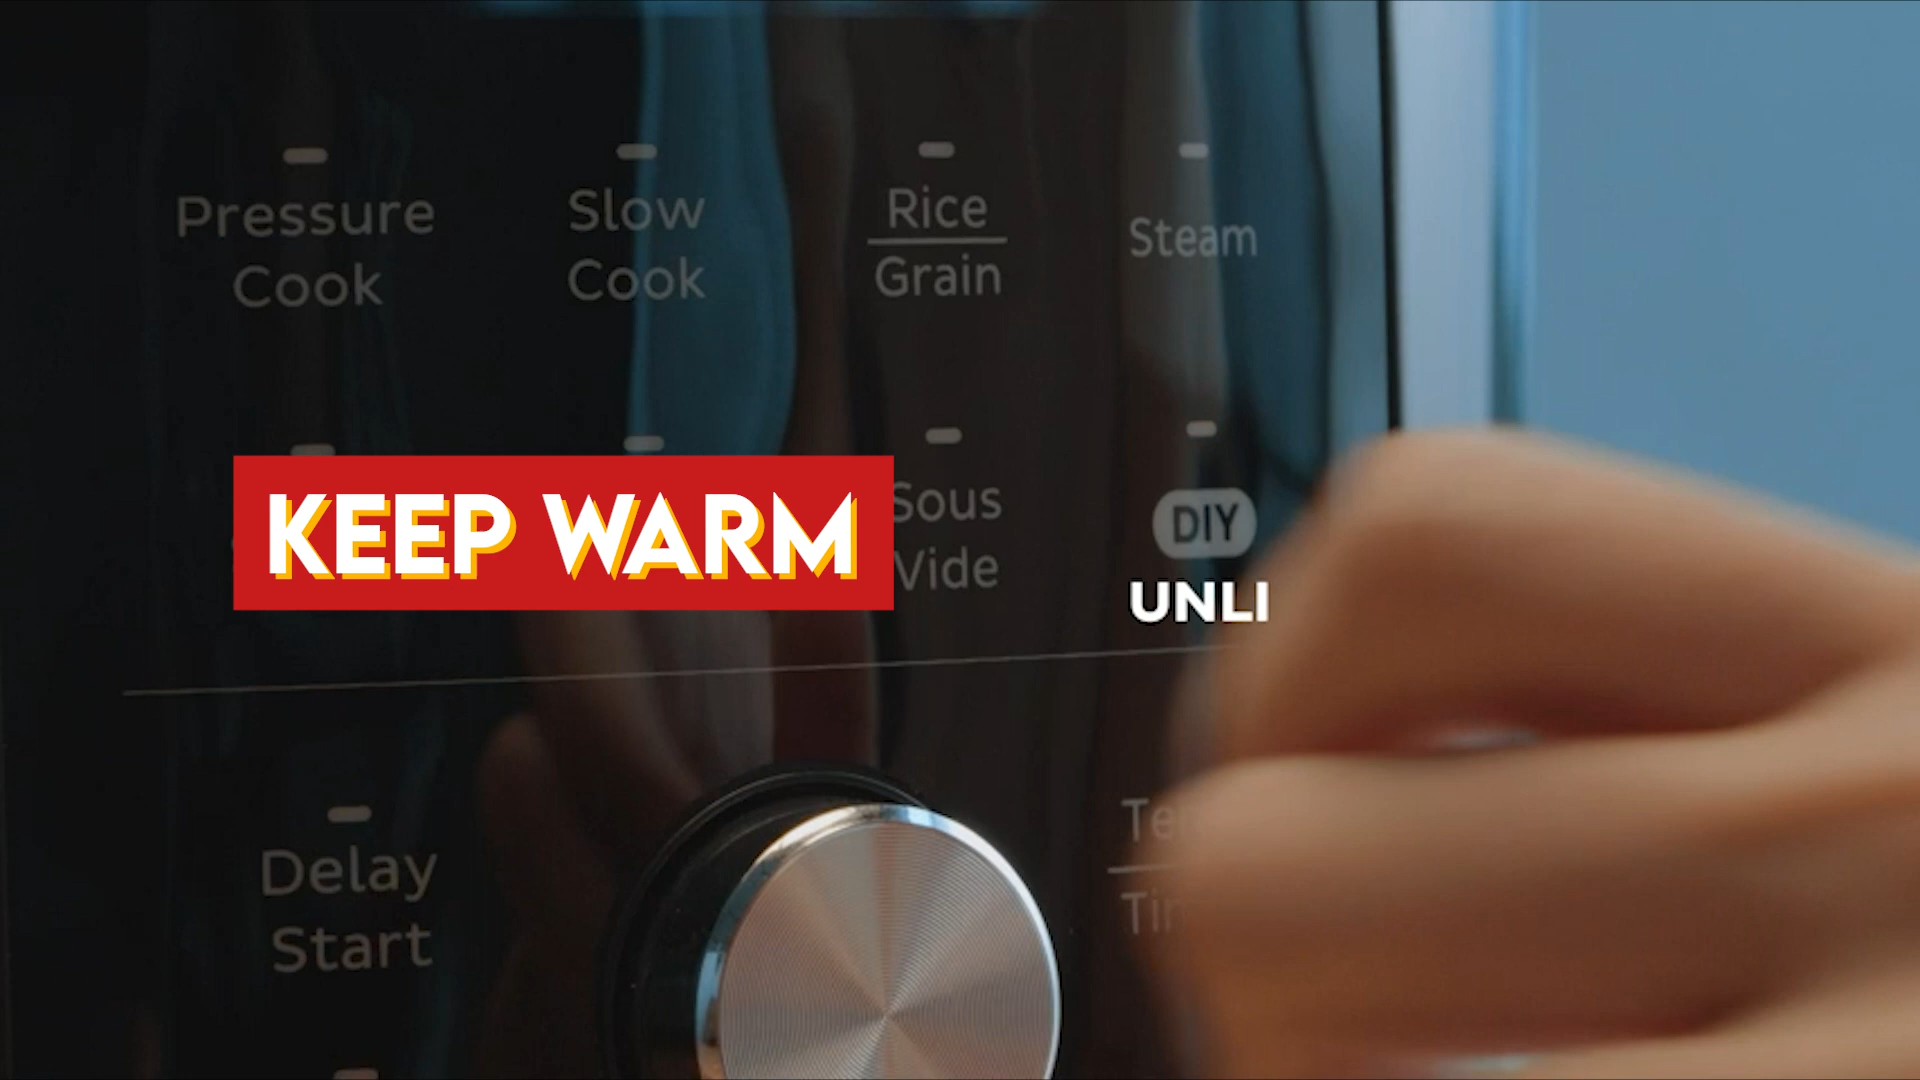 Pressure
Cook
Slow
Cook
Rice
Grain
Steam
KEEP WARM
Sous
Vide
DIY
UNLI
Delay
Start